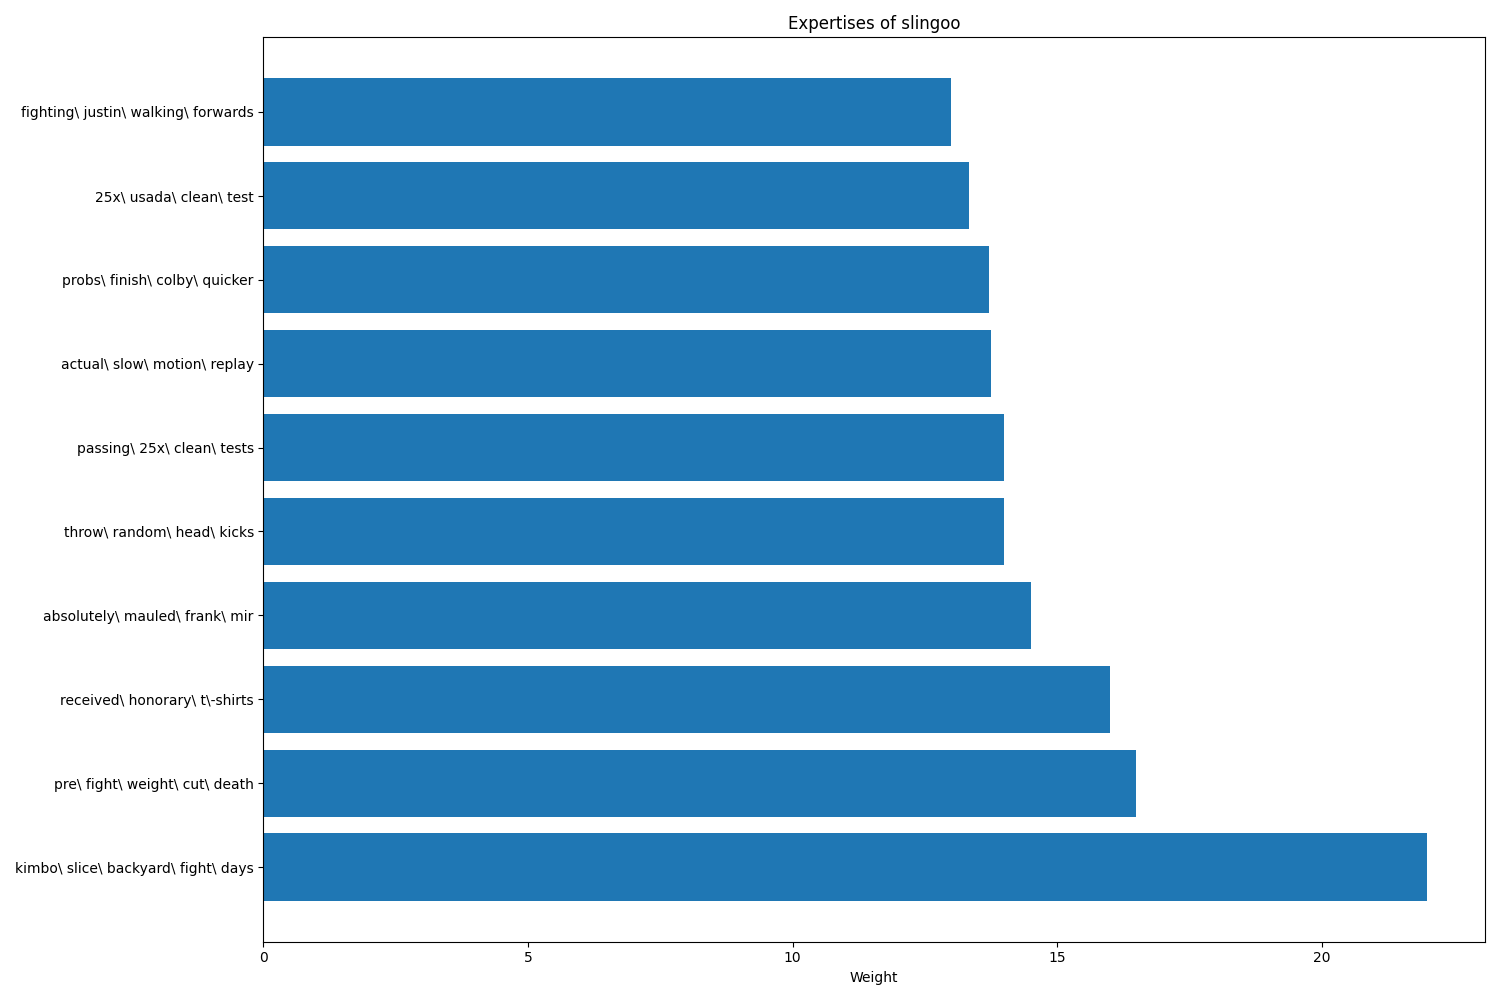 Expertises of slingoo
fighting\ justin\ walking\ forwards
25x\ usada\ clean\ test
probs\ finish\ colby\ quicker
actual\ slow\ motion\ replay
passing\ 25x\ clean\ tests
throw\ random\ head\ kicks
absolutely\ mauled\ frank\ mir
received\ honorary\ t\-shirts
pre\ fight\ weight\ cut\ death
kimbo\ slice\ backyard\ fight\ days
0 5 10 15 20
Weight